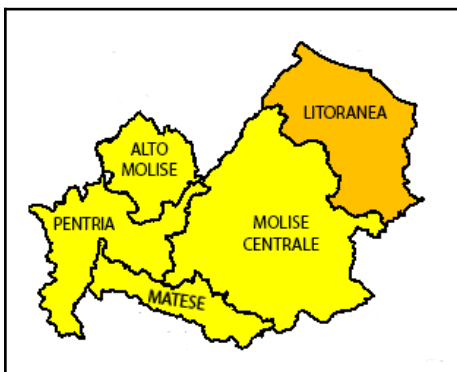 LITORANEA
ALTO
MOLISE
PENTRIA
MOLISE
CENTRALE
MATESE